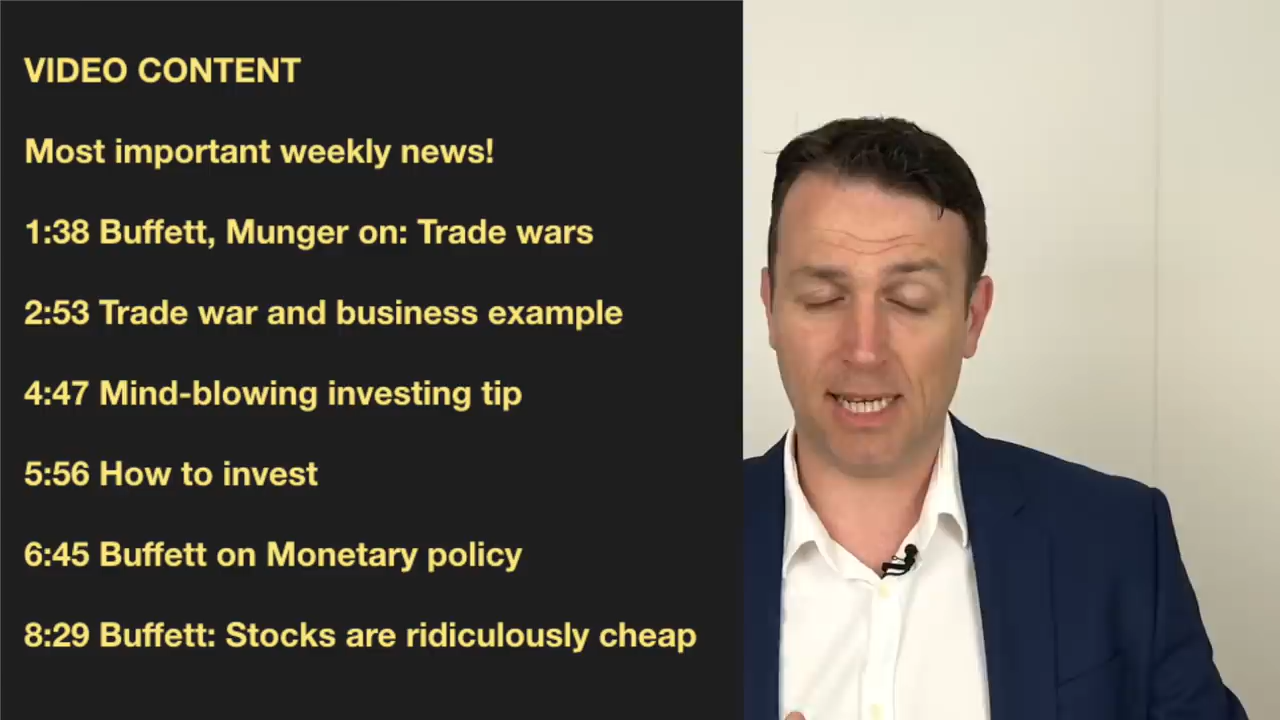 VIDEO CONTENT
Most important weekly news!
1:38 Buffett, Munger on: Trade wars
2:53 Trade war and business example
4:47 Mind-blowing investing tip
5:56 How to invest
6:45 Buffett on Monetary policy
8:29 Buffett: Stocks are ridiculously cheap